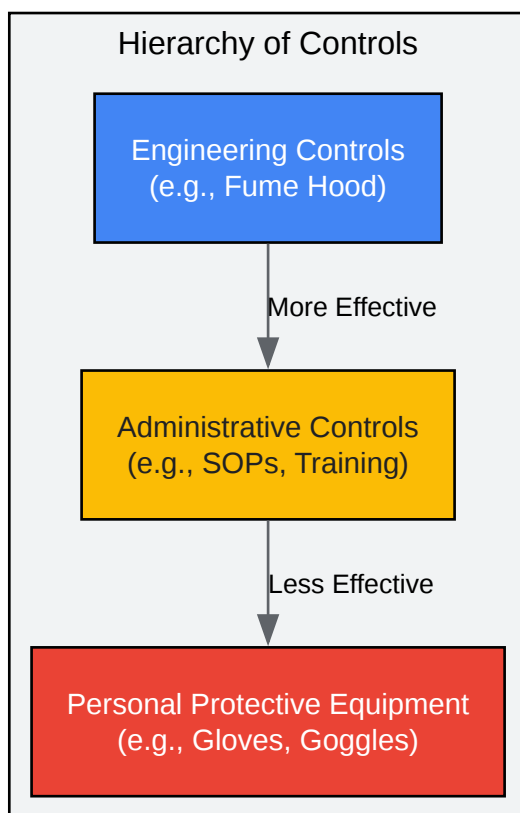 Hierarchy of Controls
Engineering Controls
(e.g., Fume Hood)
More Effective
Administrative Controls
(e.g., SOPs, Training)
Less Effective
Personal Protective Equipment
(e.g., Gloves, Goggles)